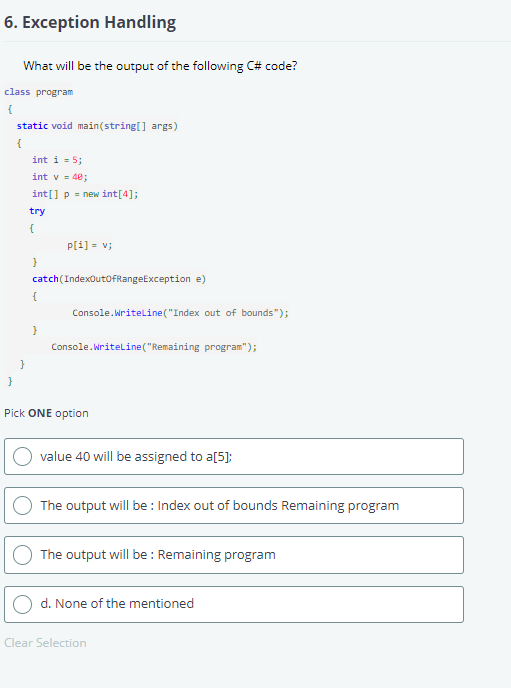 6. Exception Handling
What will be the output of the following C# code?
class program
{
static void main(string[] args)
{
int i = 5;
int v = 40;
int[] p = new int[4];
try
{
p[i] = v;
}
catch(IndexOutOfRangeException e)
{
Console.WriteLine("Index out of bounds");
}
Console.WriteLine("Remaining program");
}
}
Pick ONE option
value 40 will be assigned to a[5];
The output will be : Index out of bounds Remaining program
The output will be : Remaining program
d. None of the mentioned
Clear Selection